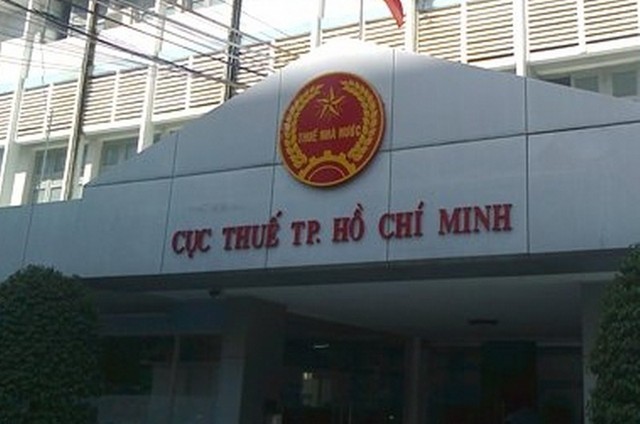 THUẾ NHÀ NƯỚC
CỤC THUẾ TP. HỒ CHÍ MINH